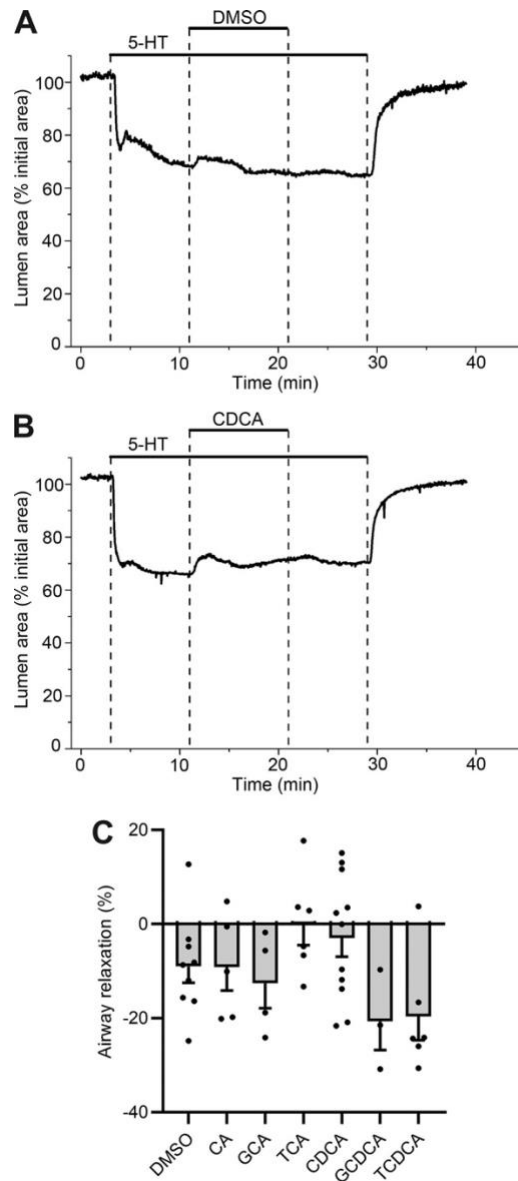 A
DMSO
5-HT
Lumen area (% initial area)
100
80
60
40
20
0
0 10 20 30 40
Time (min)
B
CDCA
5-HT
Lumen area (% initial area)
100
80
60
40
20
0
0 10 20 30 40
Time (min)
C
Airway relaxation (%)
20
0
-20
-40
DMSO CA GCA TCA CDCA GCDCA TCDCA